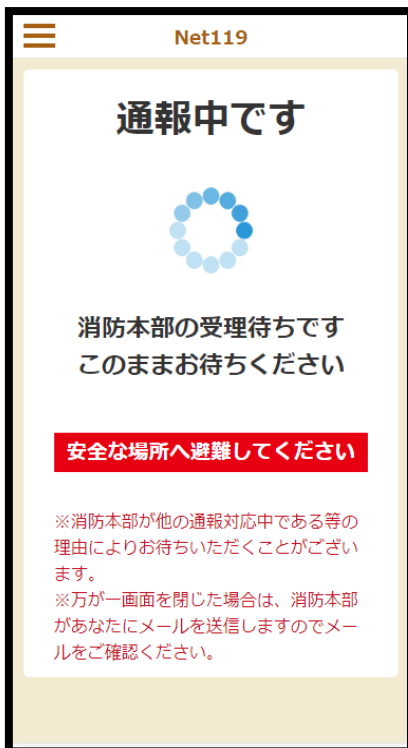 Net119
通報中です
消防本部の受理待ちです
このままお待ちください
安全な場所へ避難してください
※消防本部が他の通報対応中である等の
理由によりお待ちいただくことがござい
ます。
※万が一画面を閉じた場合は、消防本部
があなたにメールを送信しますのでメー
ルをご確認ください。